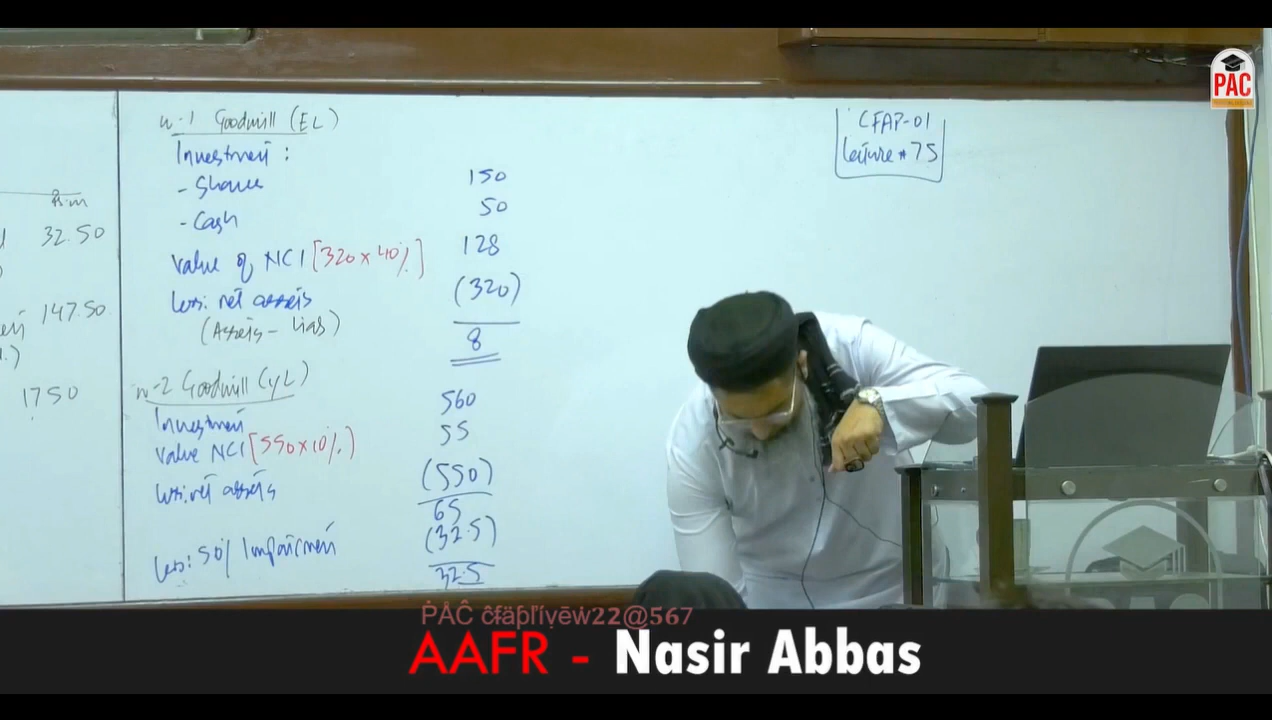 Rs.m
32.50
147.50
1750
w-1 Goodwill (EL)
Investment :
- Shares 150
- Cash 50
Value of NCI [320 x 40%] 128
Less: net assets (320)
(Assets - Liab)
8
w-2 Goodwill (YL)
Investment 560
Value NCI [550 x 10%] 55
Less: net assets (550)
65
Less: 50% Impairment (32.5)
32.5
CFAP-01
Lecture # 75
PAC
PÂĈ ĉfäpľíṿēẇ22@567
AAFR - Nasir Abbas